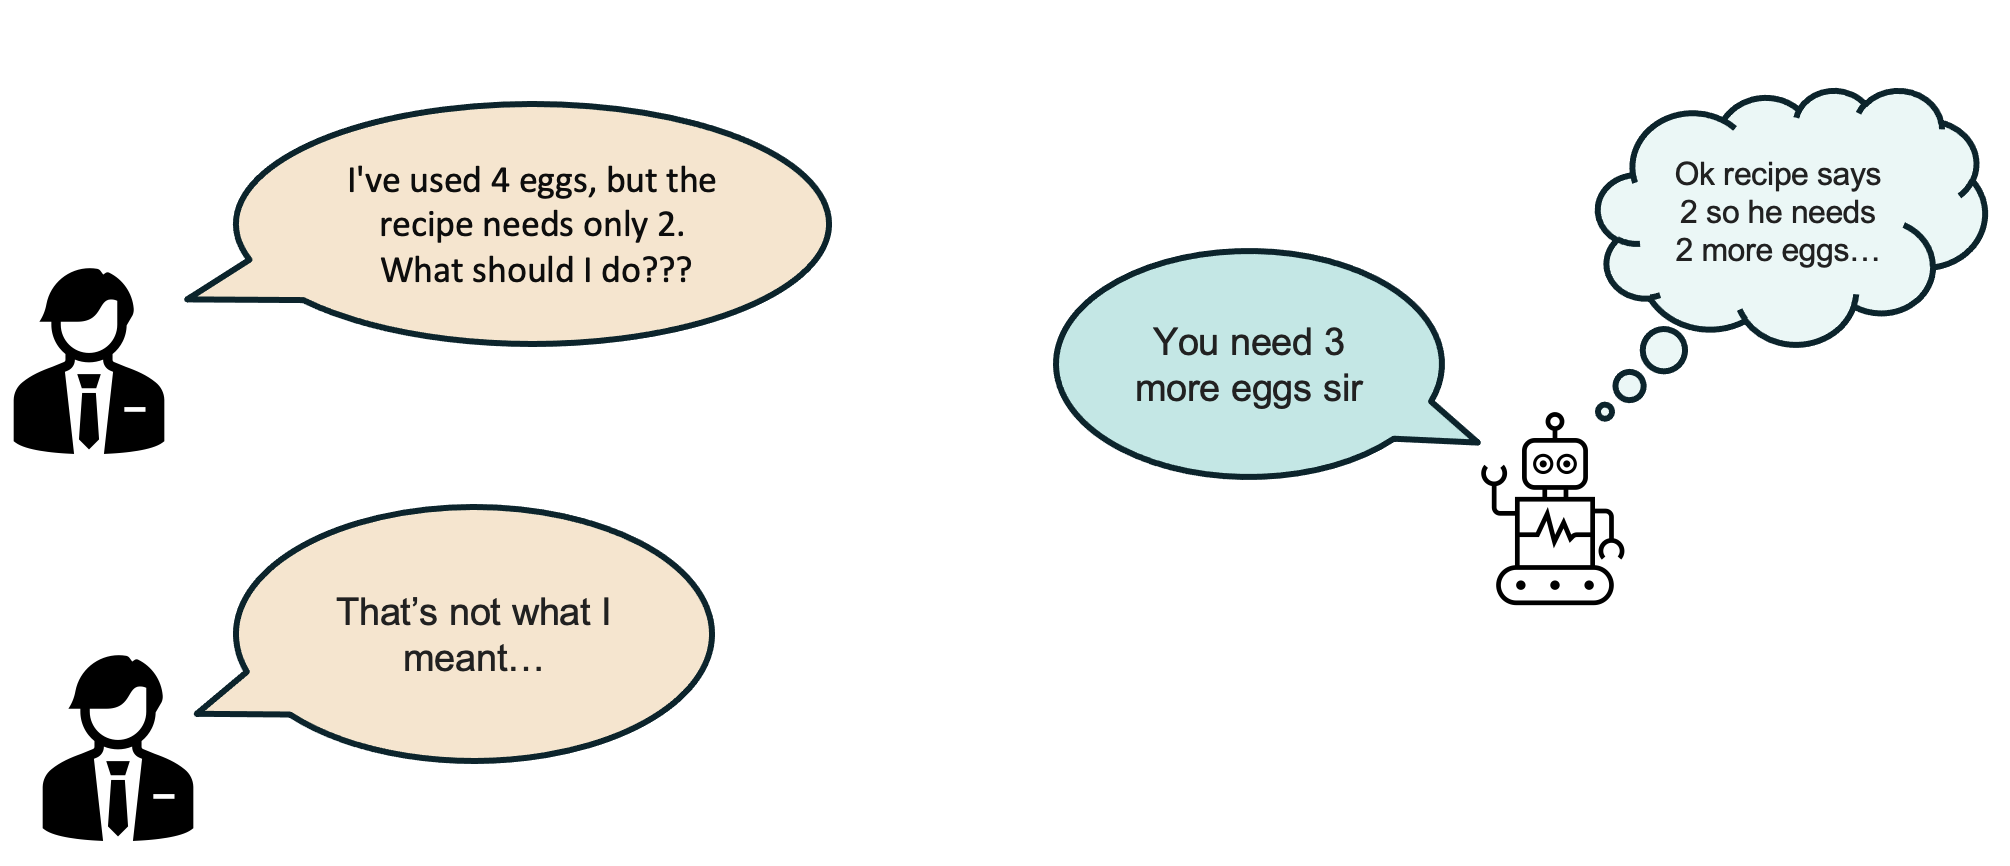 I've used 4 eggs, but the
recipe needs only 2.
What should I do???
Ok recipe says
2 so he needs
2 more eggs…
You need 3
more eggs sir
That’s not what I
meant…